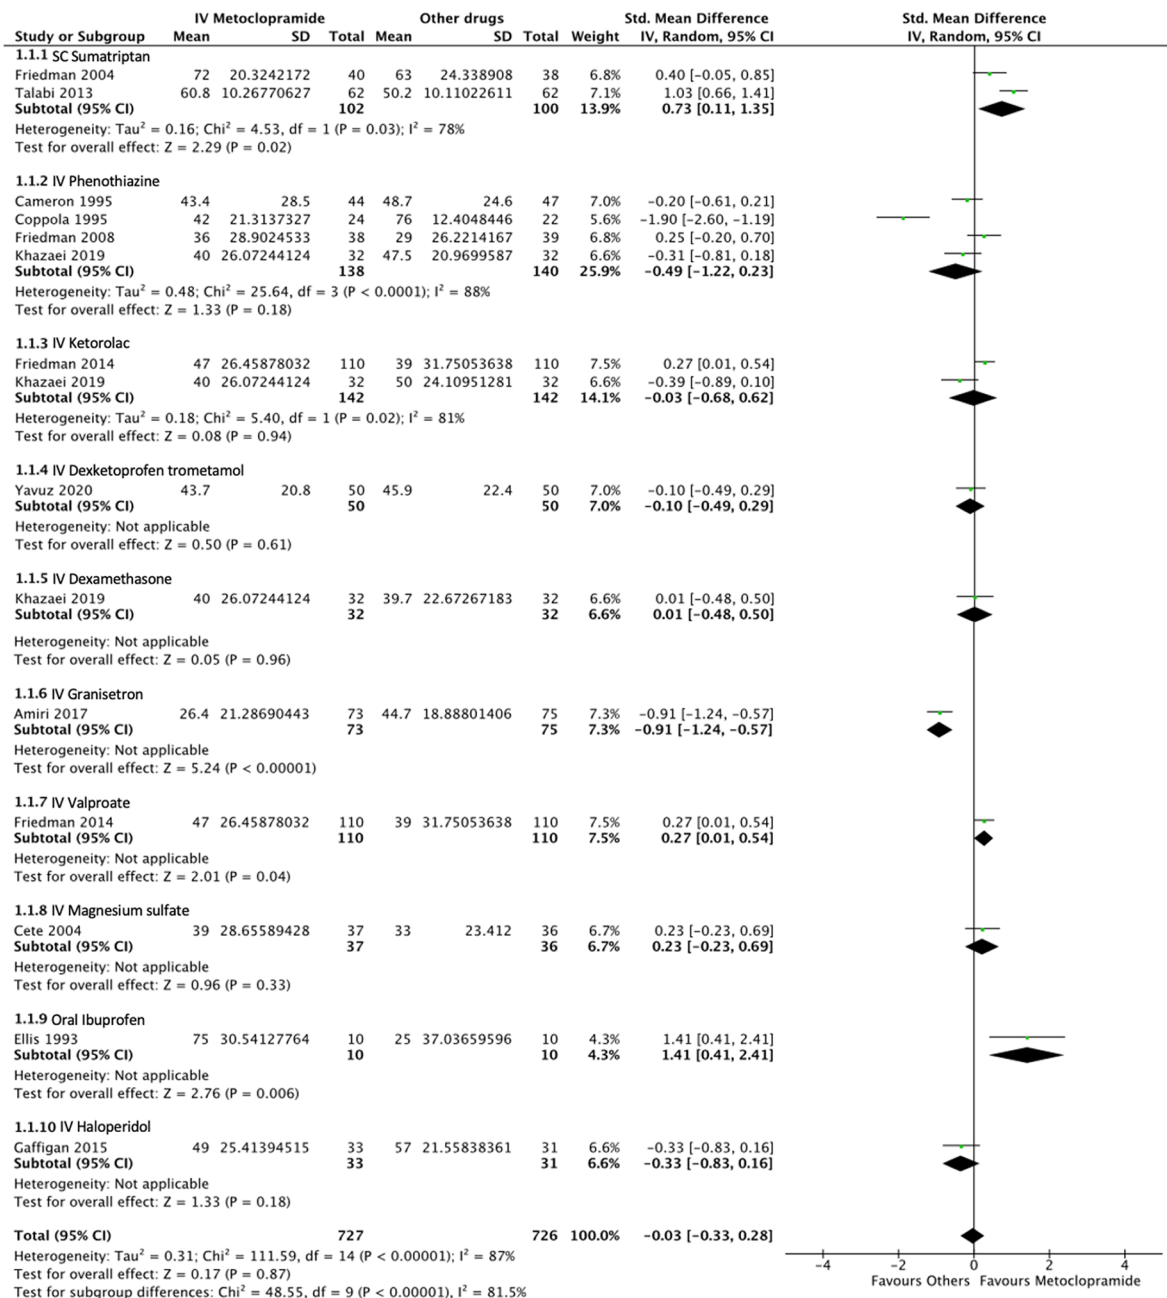 IV Metoclopramide Other drugs Std. Mean Difference Std. Mean Difference
Study or Subgroup Mean SD Total Mean SD Total Weight IV, Random, 95% CI IV, Random, 95% CI
1.1.1 SC Sumatriptan
Friedman 2004 72 20.3242172 40 63 24.338908 38 6.8% 0.40 [−0.05, 0.85]
Talabi 2013 60.8 10.26770627 62 50.2 10.11022611 62 7.1% 1.03 [0.66, 1.41]
Subtotal (95% CI) 102 100 13.9% 0.73 [0.11, 1.35]
Heterogeneity: Tau² = 0.16; Chi² = 4.53, df = 1 (P = 0.03); I² = 78%
Test for overall effect: Z = 2.29 (P = 0.02)
1.1.2 IV Phenothiazine
Cameron 1995 43.4 28.5 44 48.7 24.6 47 7.0% −0.20 [−0.61, 0.21]
Coppola 1995 42 21.3137327 24 76 12.4048446 22 5.6% −1.90 [−2.60, −1.19]
Friedman 2008 36 28.9024533 38 29 26.2214167 39 6.8% 0.25 [−0.20, 0.70]
Khazaei 2019 40 26.07244124 32 47.5 20.9699587 32 6.6% −0.31 [−0.81, 0.18]
Subtotal (95% CI) 138 140 25.9% −0.49 [−1.22, 0.23]
Heterogeneity: Tau² = 0.48; Chi² = 25.64, df = 3 (P < 0.0001); I² = 88%
Test for overall effect: Z = 1.33 (P = 0.18)
1.1.3 IV Ketorolac
Friedman 2014 47 26.45878032 110 39 31.75053638 110 7.5% 0.27 [0.01, 0.54]
Khazaei 2019 40 26.07244124 32 50 24.10951281 32 6.6% −0.39 [−0.89, 0.10]
Subtotal (95% CI) 142 142 14.1% −0.03 [−0.68, 0.62]
Heterogeneity: Tau² = 0.18; Chi² = 5.40, df = 1 (P = 0.02); I² = 81%
Test for overall effect: Z = 0.08 (P = 0.94)
1.1.4 IV Dexketoprofen trometamol
Yavuz 2020 43.7 20.8 50 45.9 22.4 50 7.0% −0.10 [−0.49, 0.29]
Subtotal (95% CI) 50 50 7.0% −0.10 [−0.49, 0.29]
Heterogeneity: Not applicable
Test for overall effect: Z = 0.50 (P = 0.61)
1.1.5 IV Dexamethasone
Khazaei 2019 40 26.07244124 32 39.7 22.67267183 32 6.6% 0.01 [−0.48, 0.50]
Subtotal (95% CI) 32 32 6.6% 0.01 [−0.48, 0.50]
Heterogeneity: Not applicable
Test for overall effect: Z = 0.05 (P = 0.96)
1.1.6 IV Granisetron
Amiri 2017 26.4 21.28690443 73 44.7 18.88801406 75 7.3% −0.91 [−1.24, −0.57]
Subtotal (95% CI) 73 75 7.3% −0.91 [−1.24, −0.57]
Heterogeneity: Not applicable
Test for overall effect: Z = 5.24 (P < 0.00001)
1.1.7 IV Valproate
Friedman 2014 47 26.45878032 110 39 31.75053638 110 7.5% 0.27 [0.01, 0.54]
Subtotal (95% CI) 110 110 7.5% 0.27 [0.01, 0.54]
Heterogeneity: Not applicable
Test for overall effect: Z = 2.01 (P = 0.04)
1.1.8 IV Magnesium sulfate
Cete 2004 39 28.65589428 37 33 23.412 36 6.7% 0.23 [−0.23, 0.69]
Subtotal (95% CI) 37 36 6.7% 0.23 [−0.23, 0.69]
Heterogeneity: Not applicable
Test for overall effect: Z = 0.96 (P = 0.33)
1.1.9 Oral Ibuprofen
Ellis 1993 75 30.54127764 10 25 37.03659596 10 4.3% 1.41 [0.41, 2.41]
Subtotal (95% CI) 10 10 4.3% 1.41 [0.41, 2.41]
Heterogeneity: Not applicable
Test for overall effect: Z = 2.76 (P = 0.006)
1.1.10 IV Haloperidol
Gaffigan 2015 49 25.41394515 33 57 21.55838361 31 6.6% −0.33 [−0.83, 0.16]
Subtotal (95% CI) 33 31 6.6% −0.33 [−0.83, 0.16]
Heterogeneity: Not applicable
Test for overall effect: Z = 1.33 (P = 0.18)
Total (95% CI) 727 726 100.0% −0.03 [−0.33, 0.28]
Heterogeneity: Tau² = 0.31; Chi² = 111.59, df = 14 (P < 0.00001); I² = 87%
Test for overall effect: Z = 0.17 (P = 0.87)
Test for subgroup differences: Chi² = 48.55, df = 9 (P < 0.00001), I² = 81.5%
−4 −2 0 2 4
Favours Others Favours Metoclopramide